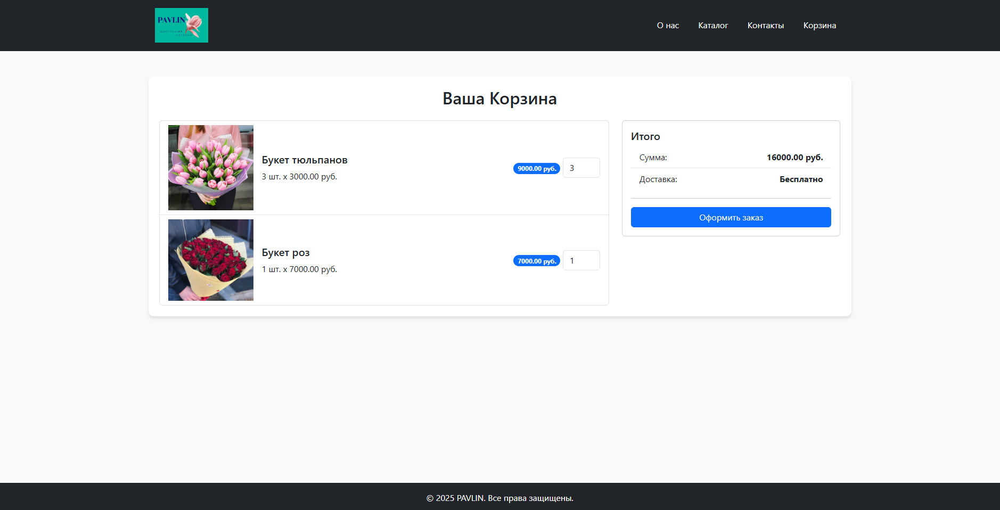 PAVLIN
О нас
Каталог
Контакты
Корзина
Ваша Корзина
Букет тюльпанов
3 шт. x 3000.00 руб.
9000.00 руб.
3
Букет роз
1 шт. x 7000.00 руб.
7000.00 руб.
1
Итого
Сумма:
16000.00 руб.
Доставка:
Бесплатно
Оформить заказ
© 2025 PAVLIN. Все права защищены.